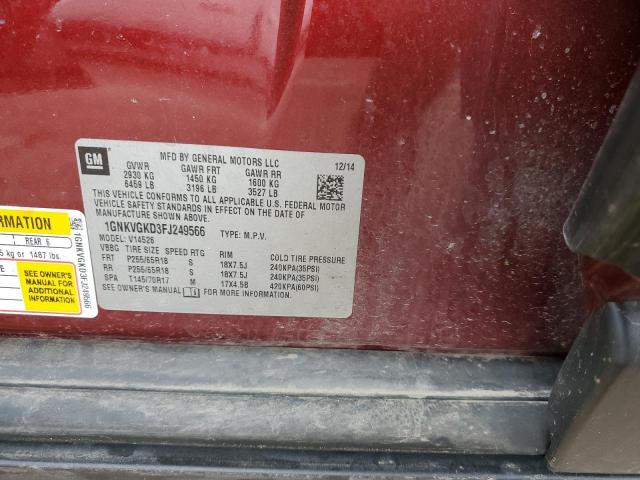 GM
MFD BY GENERAL MOTORS LLC 12/14
GVWR GAWR FRT GAWR RR
2930 KG 1450 KG 1600 KG
6459 LB 3196 LB 3527 LB
THIS VEHICLE CONFORMS TO ALL APPLICABLE U.S. FEDERAL MOTOR
VEHICLE SAFETY STANDARDS IN EFFECT ON THE DATE OF
MANUFACTURE SHOWN ABOVE.
1GNKVGKD3FJ249566 TYPE: M.P.V.
MODEL: V14526
VBBG TIRE SIZE SPEED RTG RIM COLD TIRE PRESSURE
FF P255/65R18 S 18X7.5J 240KPA(35PSI)
RR P255/65R18 S 18X7.5J 240KPA(35PSI)
SPA T145/70R17 M 17X4.5B 420KPA(60PSI)
SEE OWNER'S MANUAL FOR MORE INFORMATION.
RMATION
1 REAR 6
5 kg or 1487 lbs.
SEE OWNER'S
MANUAL FOR
ADDITIONAL
INFORMATION
1GNKVGKD3FJ249566